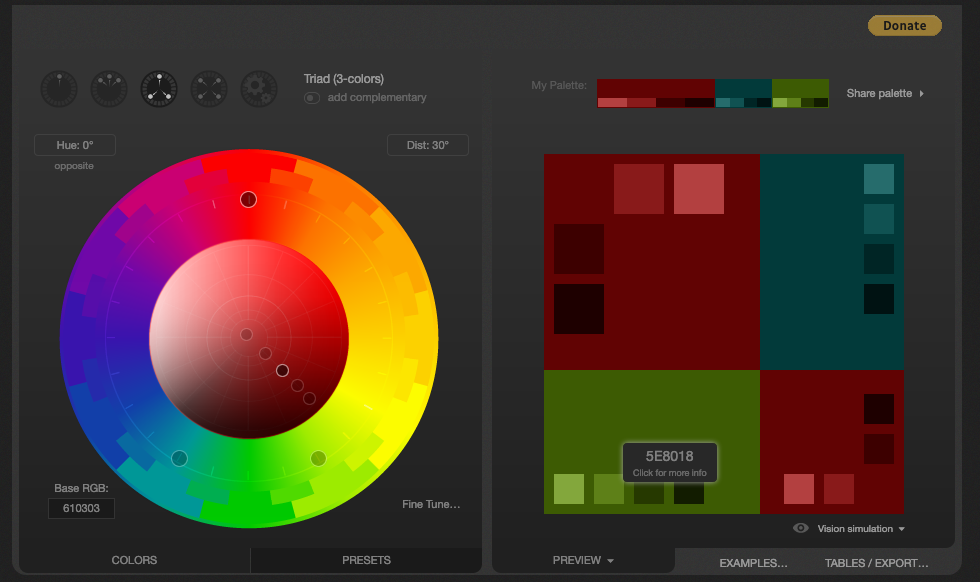 Donate
Triad (3-colors)
add complementary
My Palette:
Share palette
Hue: 0°
Dist: 30°
opposite
5E8018
Click for more info
Base RGB:
610303
Fine Tune...
Vision simulation
COLORS
PRESETS
PREVIEW
EXAMPLES...
TABLES / EXPORT...